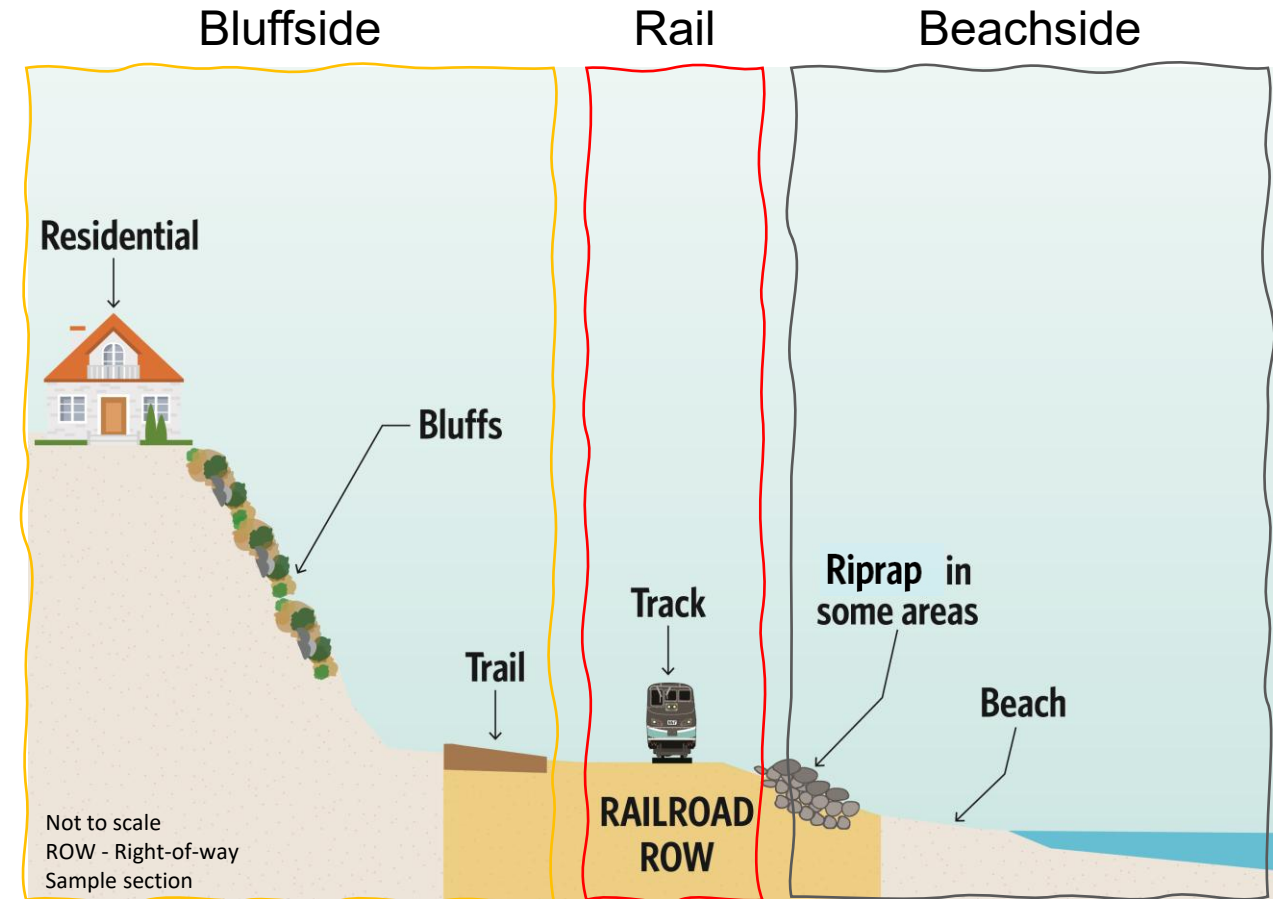 Bluffside
Rail
Beachside
Residential
Bluffs
Trail
Track
Riprap in
some areas
Beach
RAILROAD
ROW
Not to scale
ROW - Right-of-way
Sample section